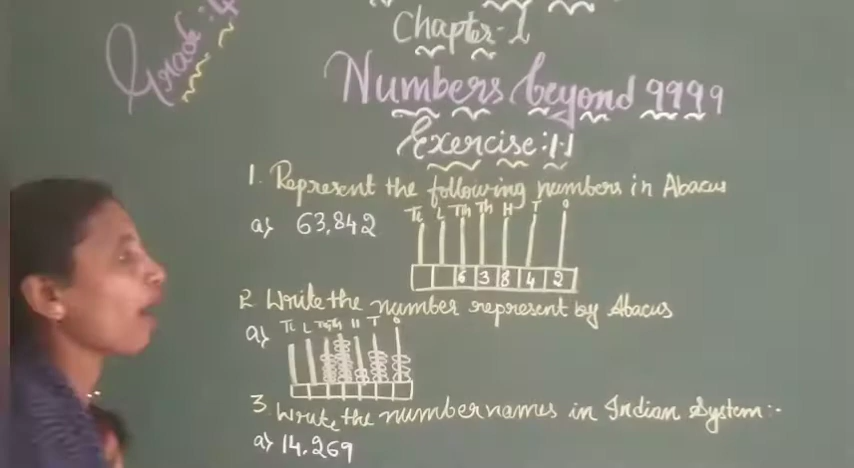 Grade:4
Chapter-1
Numbers beyond 9999
Exercise:1.1
1. Represent the following numbers in Abacus
TL L Tth Th H T O
a) 63,842
6 3 8 4 2
2 Write the number represent by Abacus
a) TL L Tth Th H T O
3. Write the number names in Indian System:-
a) 14,269